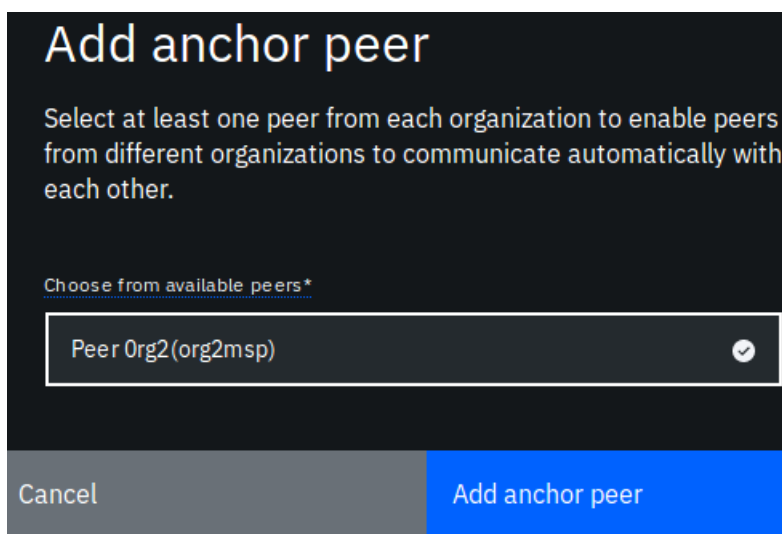 Add anchor peer
Select at least one peer from each organization to enable peers
from different organizations to communicate automatically with
each other.
Choose from available peers*
Peer 0rg2(org2msp)
Cancel
Add anchor peer